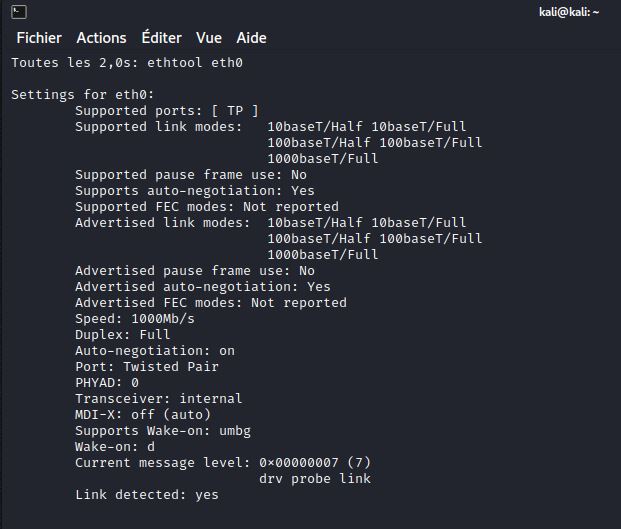 kali@kali: ~
Fichier Actions Éditer Vue Aide
Toutes les 2,0s: ethtool eth0
Settings for eth0:
Supported ports: [ TP ]
Supported link modes: 10baseT/Half 10baseT/Full
100baseT/Half 100baseT/Full
1000baseT/Full
Supported pause frame use: No
Supports auto-negotiation: Yes
Supported FEC modes: Not reported
Advertised link modes: 10baseT/Half 10baseT/Full
100baseT/Half 100baseT/Full
1000baseT/Full
Advertised pause frame use: No
Advertised auto-negotiation: Yes
Advertised FEC modes: Not reported
Speed: 1000Mb/s
Duplex: Full
Auto-negotiation: on
Port: Twisted Pair
PHYAD: 0
Transceiver: internal
MDI-X: off (auto)
Supports Wake-on: umbg
Wake-on: d
Current message level: 0x00000007 (7)
drv probe link
Link detected: yes